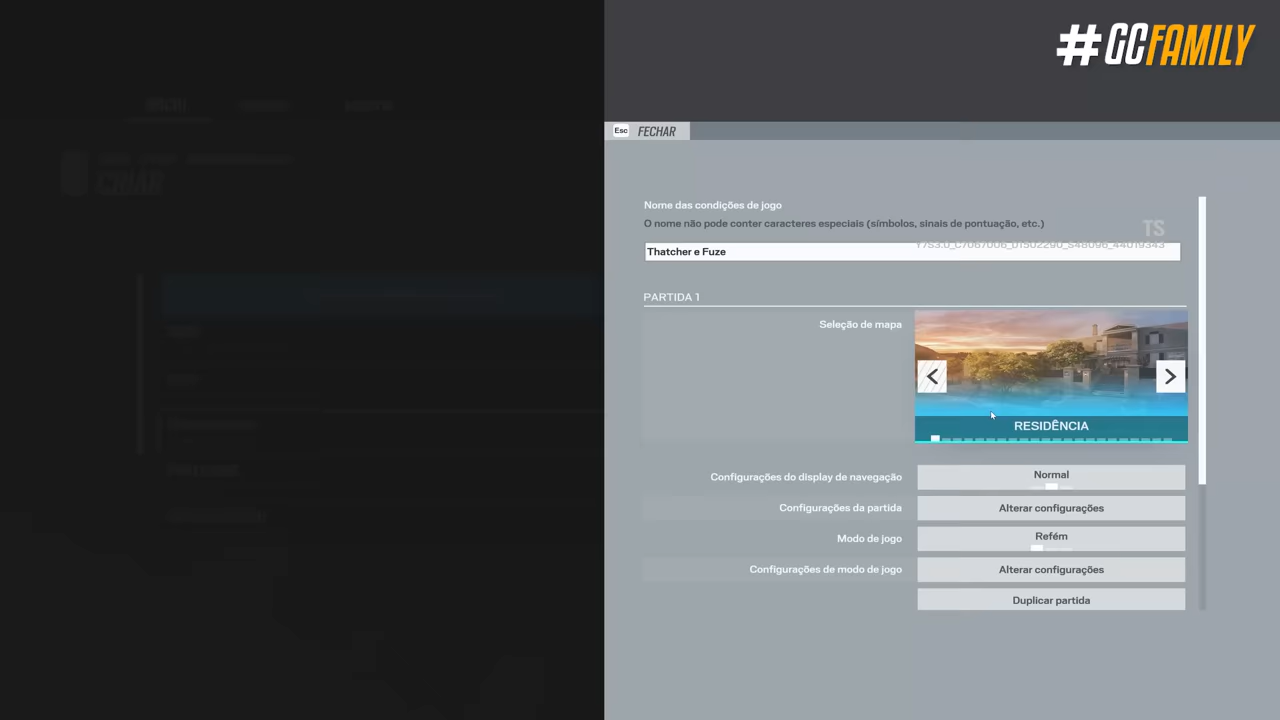 #GCFAMILY
Esc FECHAR
CRIAR
Nome das condições de jogo
O nome não pode conter caracteres especiais (símbolos, sinais de pontuação, etc.)
TS
Thatcher e Fuze
PARTIDA 1
Seleção de mapa
RESIDÊNCIA
Configurações do display de navegação
Normal
Configurações da partida
Alterar configurações
Modo de jogo
Refém
Configurações de modo de jogo
Alterar configurações
Duplicar partida